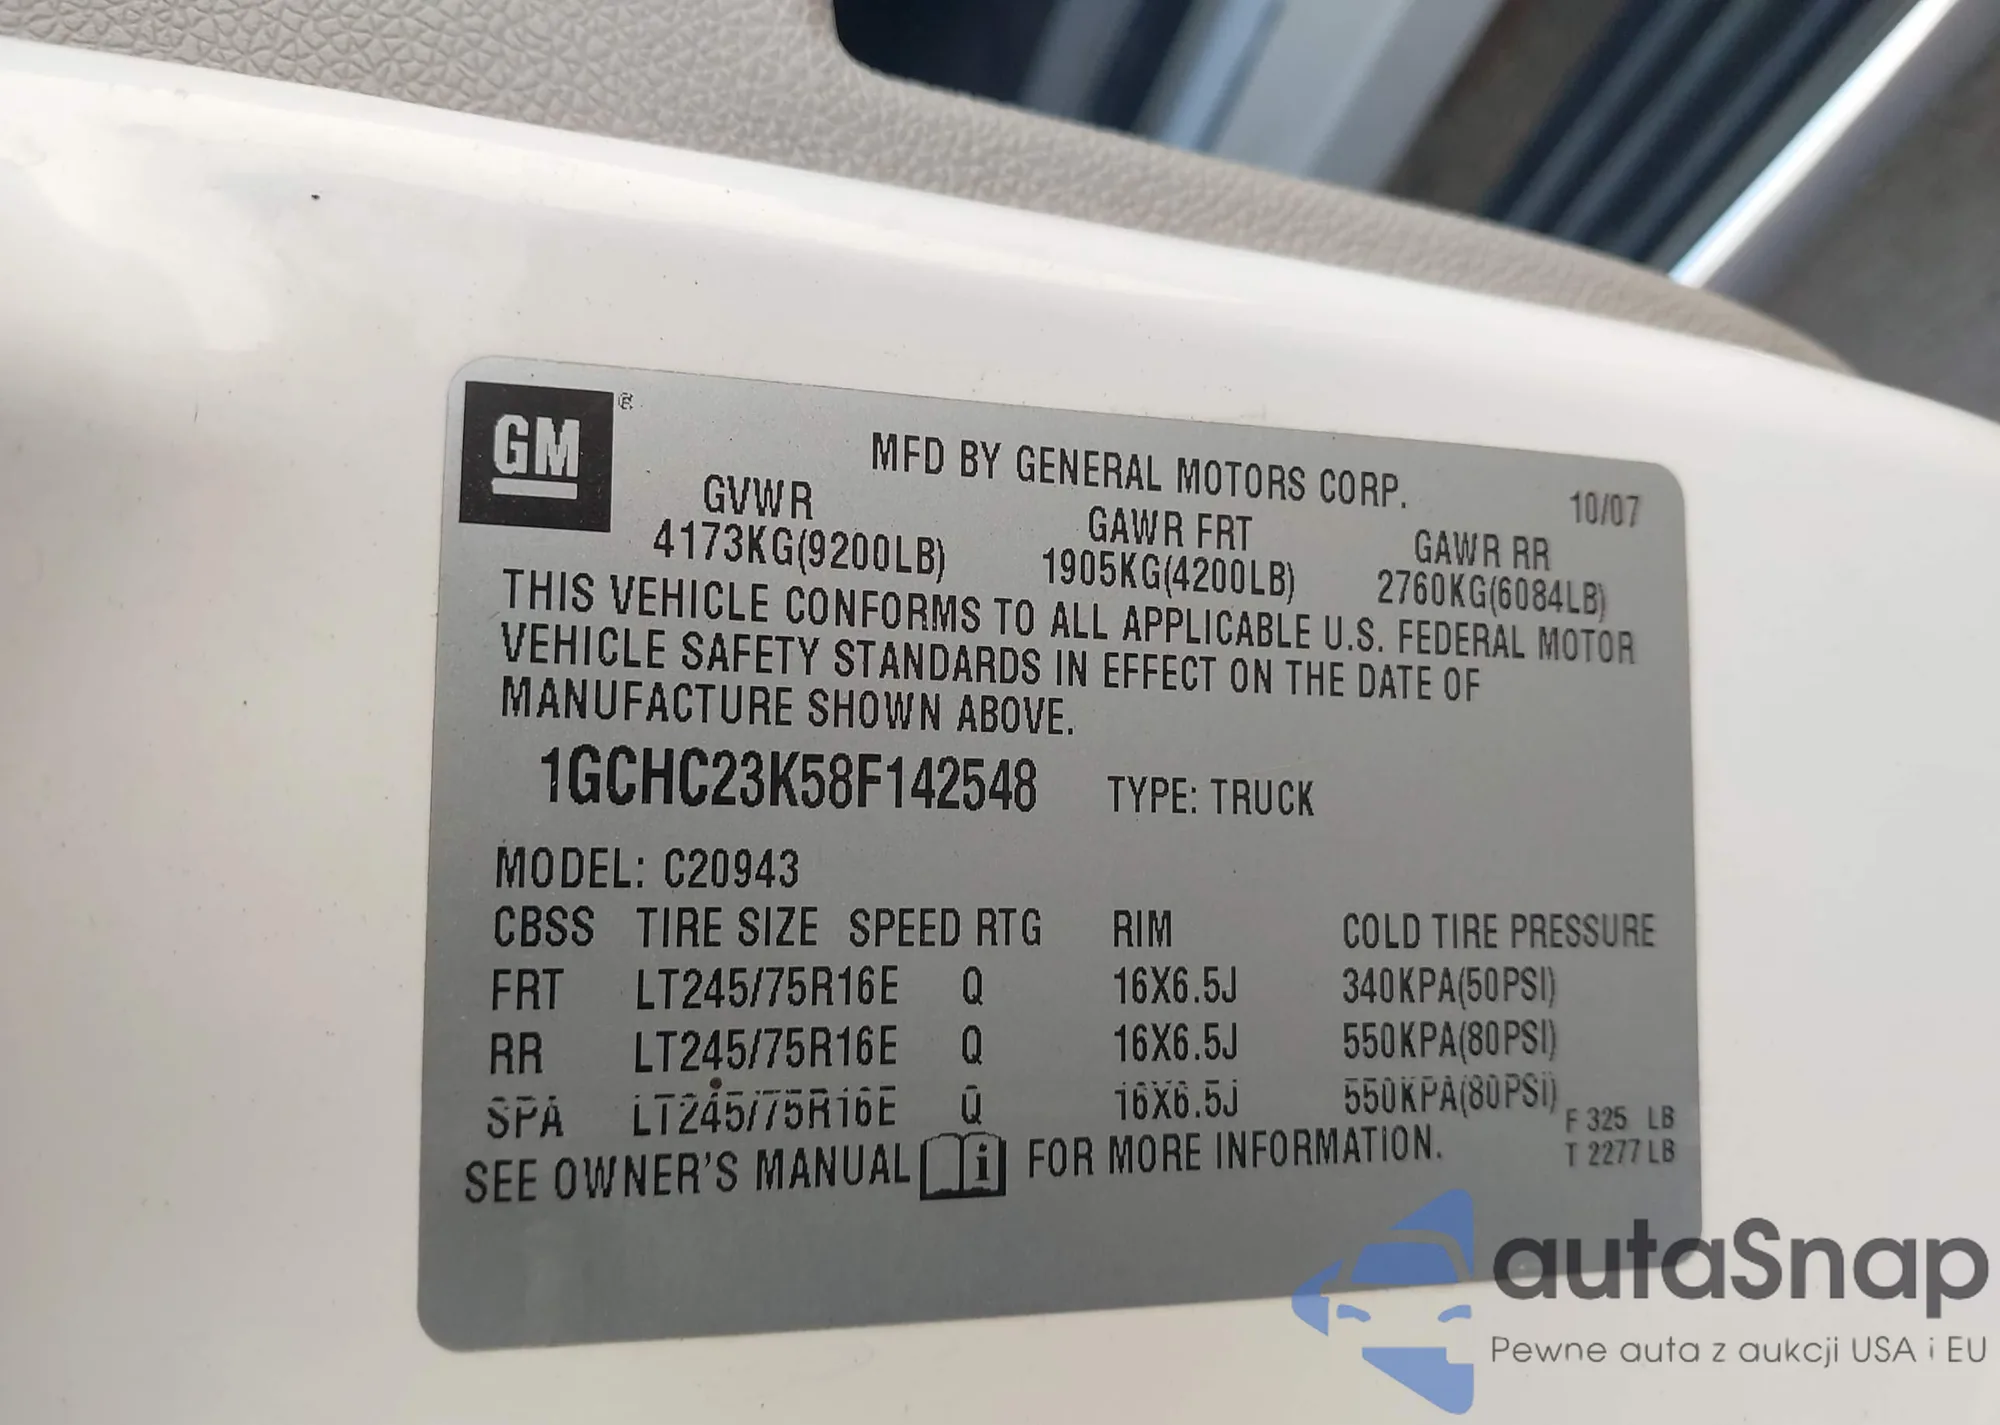 GM ®
MFD BY GENERAL MOTORS CORP.
10/07
GVWR GAWR FRT GAWR RR
4173KG(9200LB) 1905KG(4200LB) 2760KG(6084LB)
THIS VEHICLE CONFORMS TO ALL APPLICABLE U.S. FEDERAL MOTOR
VEHICLE SAFETY STANDARDS IN EFFECT ON THE DATE OF
MANUFACTURE SHOWN ABOVE.
1GCHC23K58F142548 TYPE: TRUCK
MODEL: C20943
CBSS TIRE SIZE SPEED RTG RIM COLD TIRE PRESSURE
FRT LT245/75R16E Q 16X6.5J 340KPA(50PSI)
RR LT245/75R16E Q 16X6.5J 550KPA(80PSI)
SPA LT245/75R16E Q 16X6.5J 550KPA(80PSI)
F 325 LB
T 2277 LB
SEE OWNER'S MANUAL i FOR MORE INFORMATION.
autaSnap
Pewne auta z aukcji USA i EU